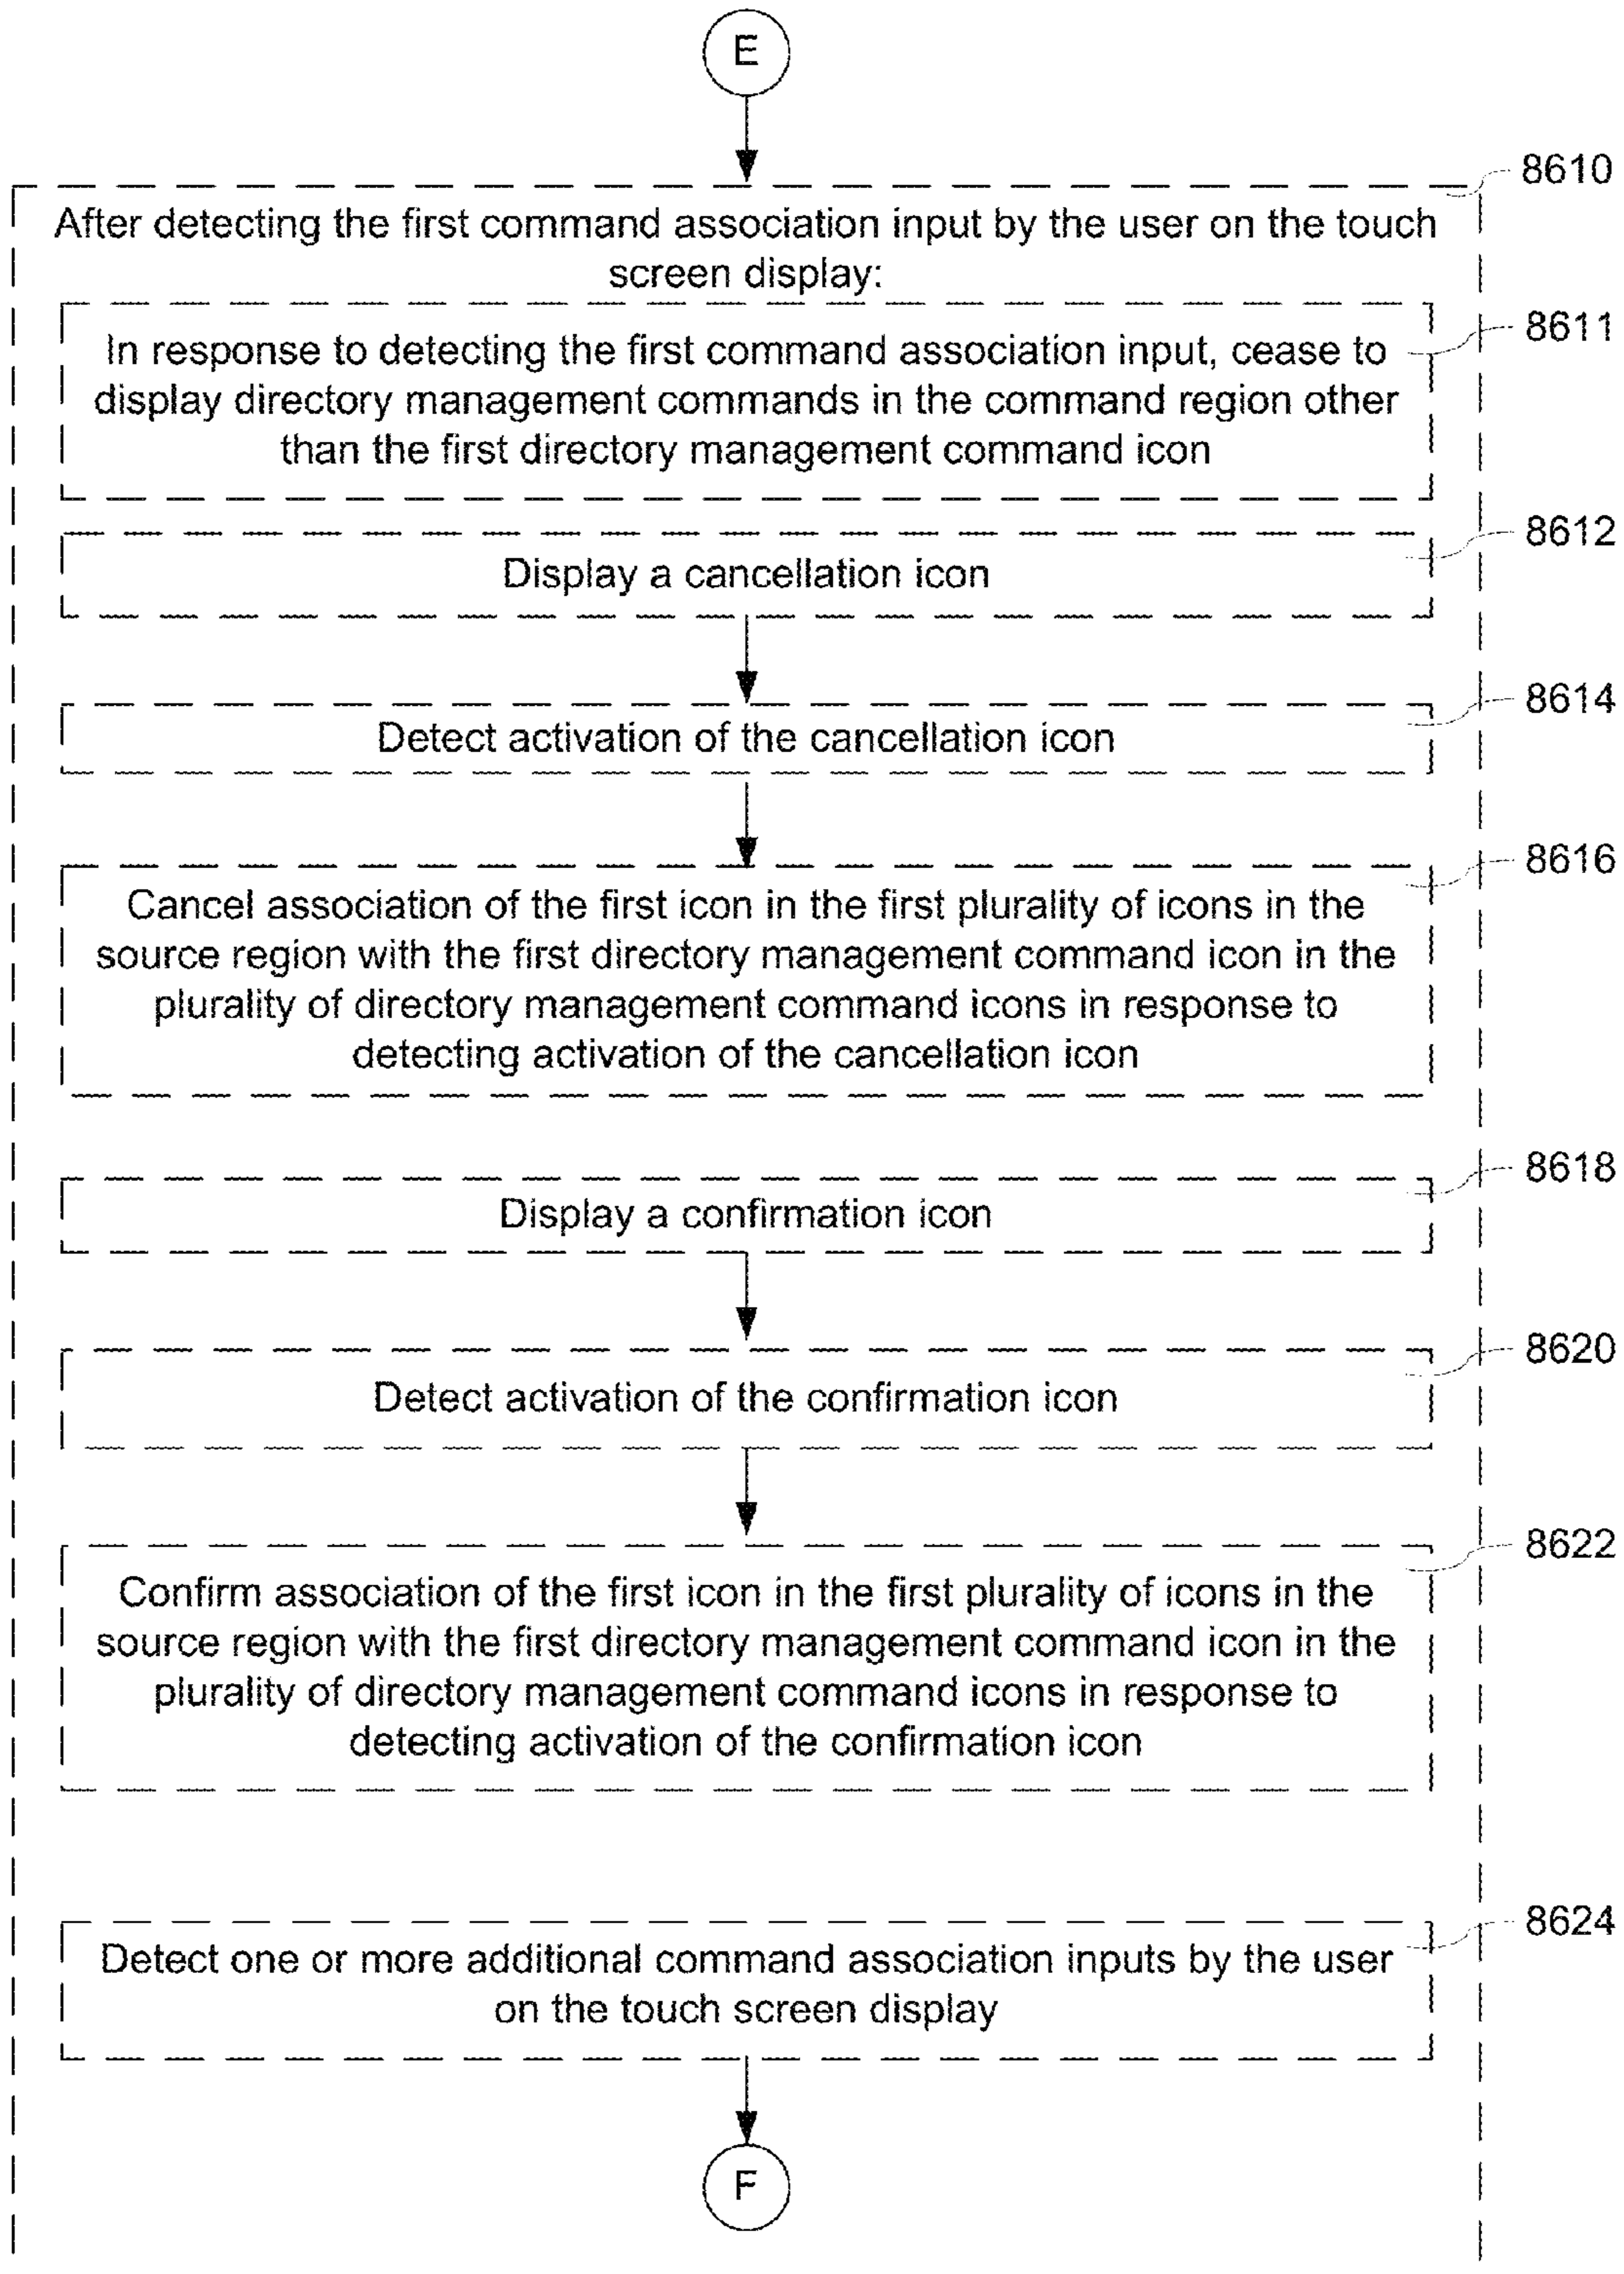 E
8610
After detecting the first command association input by the user on the touch
screen display:
8611
In response to detecting the first command association input, cease to
display directory management commands in the command region other
than the first directory management command icon
8612
Display a cancellation icon
8614
Detect activation of the cancellation icon
8616
Cancel association of the first icon in the first plurality of icons in the
source region with the first directory management command icon in the
plurality of directory management command icons in response to
detecting activation of the cancellation icon
8618
Display a confirmation icon
8620
Detect activation of the confirmation icon
8622
Confirm association of the first icon in the first plurality of icons in the
source region with the first directory management command icon in the
plurality of directory management command icons in response to
detecting activation of the confirmation icon
8624
Detect one or more additional command association inputs by the user
on the touch screen display
F